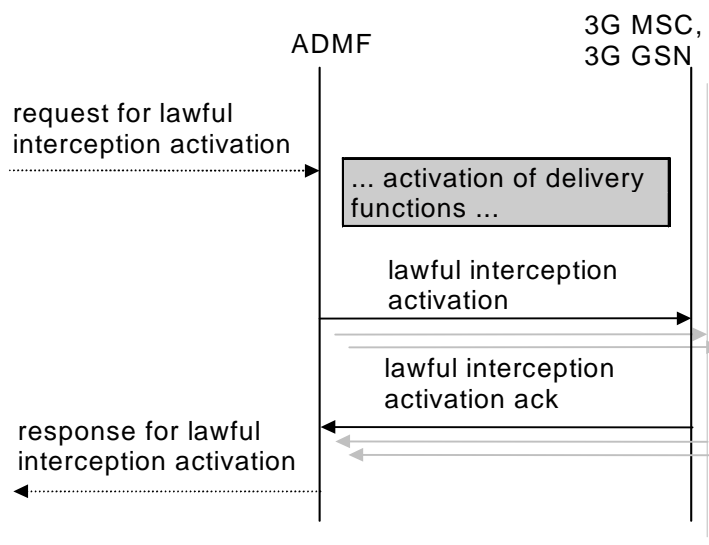 ADMF
3G MSC,
3G GSN
request for lawful
interception activation
... activation of delivery
functions ...
lawful interception
activation
lawful interception
activation ack
response for lawful
interception activation